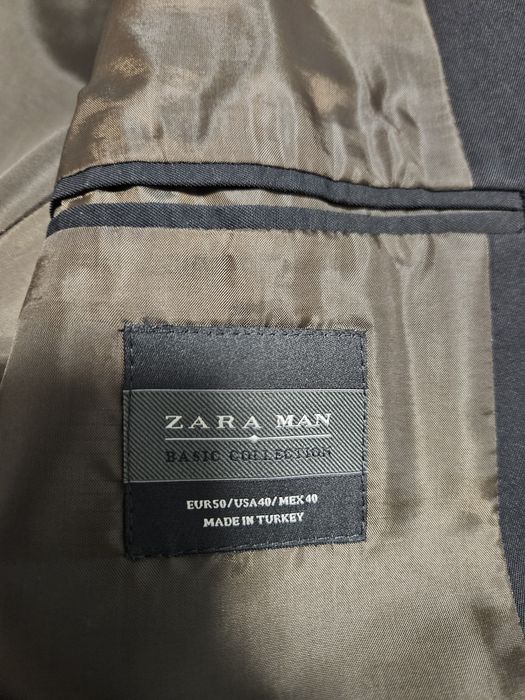 ZARA MAN
BASIC COLLECTION
EUR50/USA40/MEX40
MADE IN TURKEY